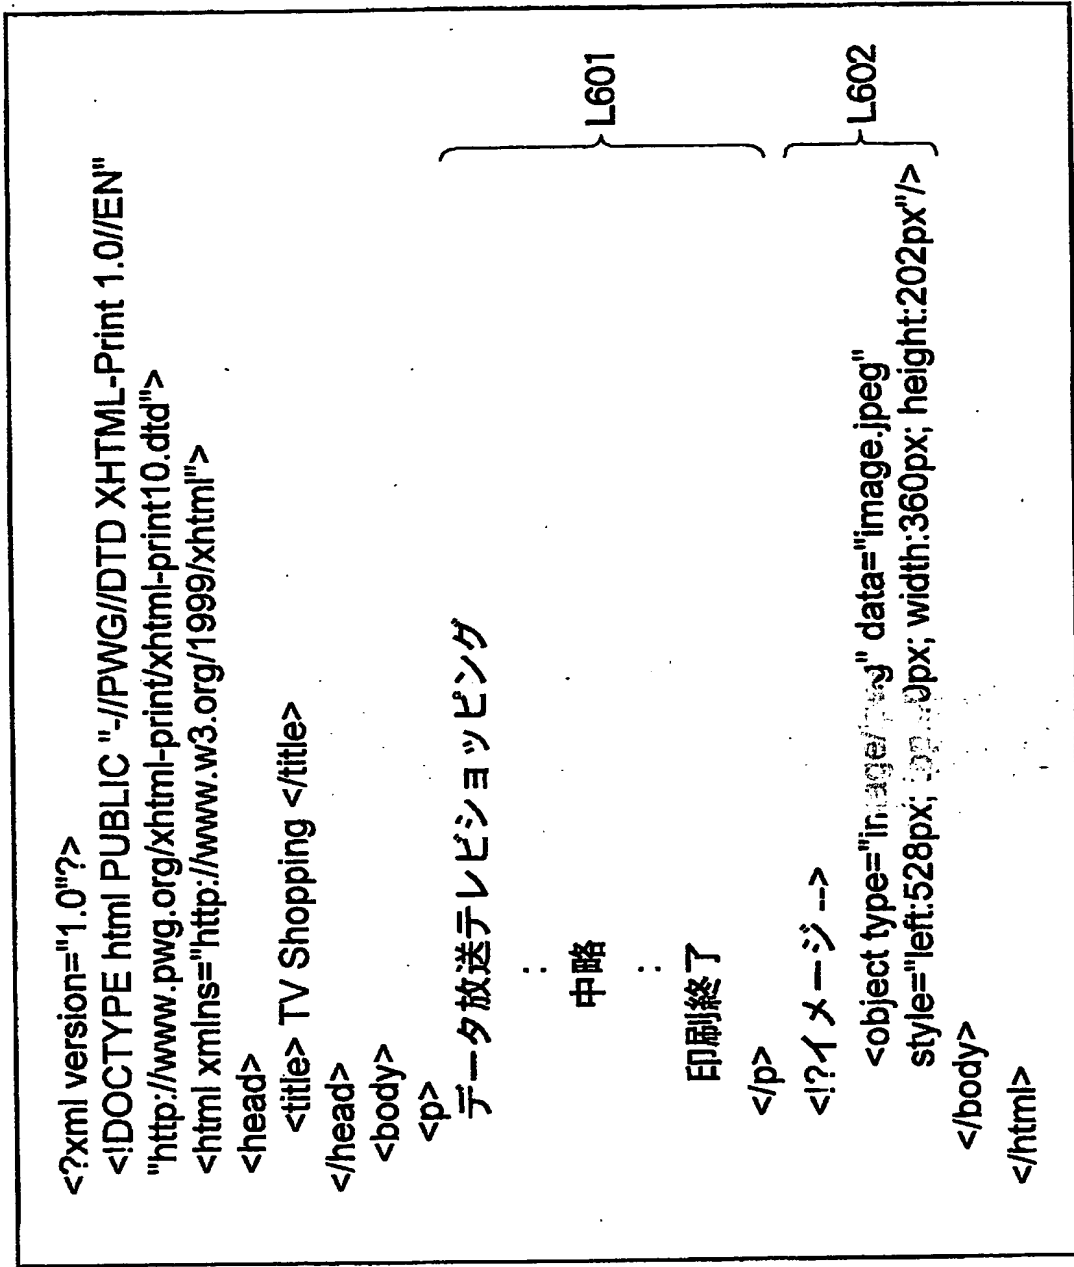 <?xml version="1.0"?>
<!DOCTYPE html PUBLIC "-//PWG//DTD XHTML-Print 1.0//EN"
"http://www.pwg.org/xhtml-print/xhtml-print10.dtd">
<html xmlns="http://www.w3.org/1999/xhtml">
<head>
<title> TV Shopping </title>
</head>
<body>
<p>
データ放送テレビショッピング
:
中略
:
印刷終了
</p>
L601
<!?イメージ -->
<object type="image/ data="image.jpeg"
style="left:528px; width:360px; height:202px"/>
L602
</body>
</html>